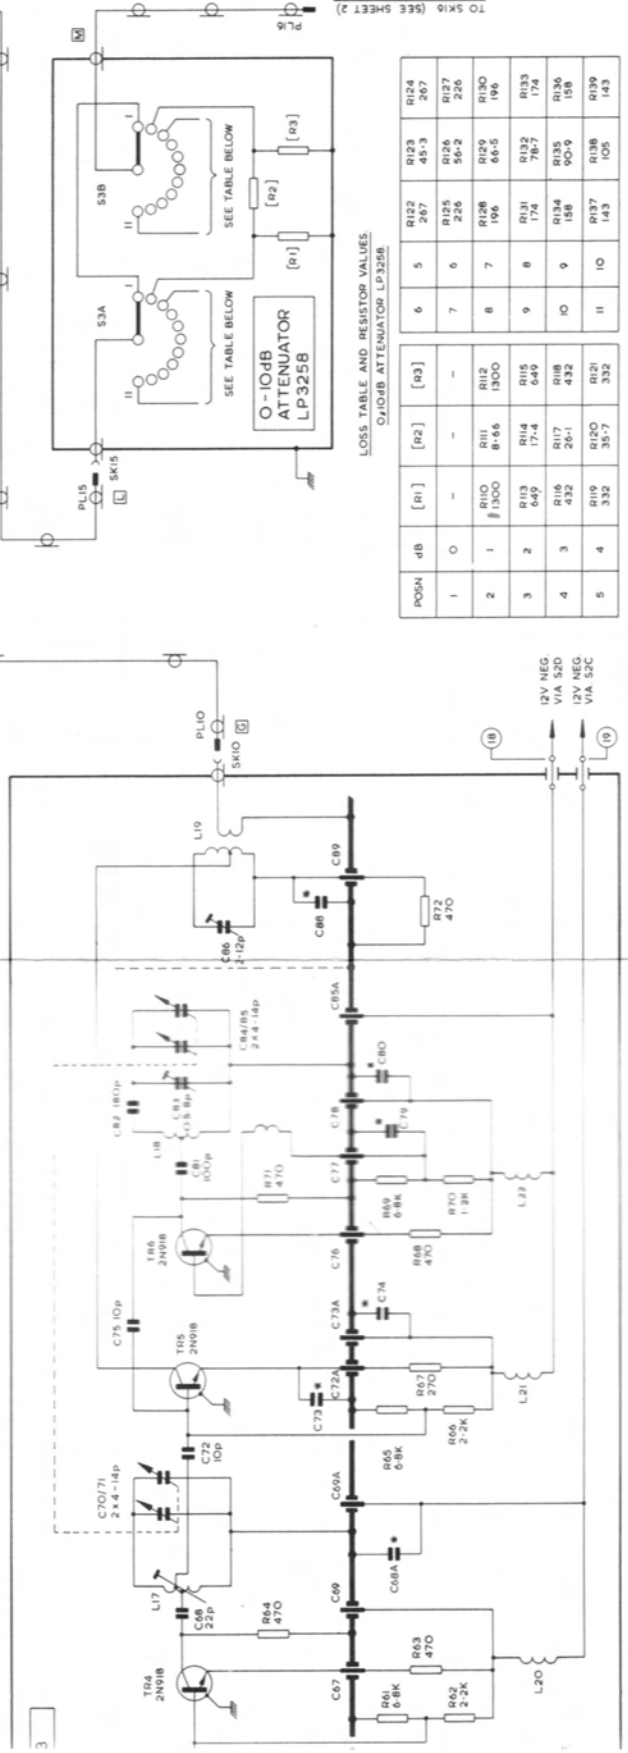 TO SK16 (SEE SHEET 2)
PL16
M
S3B
I
II
SEE TABLE BELOW
S3A
I
II
SEE TABLE BELOW
[R1]
[R2]
[R3]
O-10dB
ATTENUATOR
LP3258
SK15
PL15
L
LOSS TABLE AND RESISTOR VALUES.
ATTENUATOR LP3258.
POSN dB [R1] [R2] [R3]
1 0 – – –
2 1 R110 1300 R111 8·66 R112 1300
3 2 R113 649 R114 17·4 R115 649
4 3 R116 432 R117 26·1 R118 432
5 4 R119 332 R120 35·7 R121 332
6 5 R122 267 R123 45·3 R124 267
7 6 R125 226 R126 56·2 R127 226
8 7 R128 196 R129 66·5 R130 196
9 8 R131 174 R132 78·7 R133 174
10 9 R134 158 R135 90·9 R136 158
11 10 R137 143 R138 105 R139 143
3
TR4
2N918
L17
C68
22p
C70/71
2 x 4-14p
R64
470
C72
10p
TR5
2N918
C75 10p
TR6
2N918
C82 180p
C83
0·5-8p
L18
C81
100p
C84/85
2 x 4-14p
R71
470
C86
2-12p
L19
PL10
G
SK10
C67
C69
C69A
C68A
*
C73
*
C72A
C73A
C74
*
C76
C77
C78
C79
*
C80
*
C85A
C88
*
C89
R72
470
R61
6·8K
R62
2·2K
R63
470
L20
R65
6·8K
R66
2·2K
R67
270
L21
R68
470
R69
6·8K
R70
L22
18
12V NEG.
VIA S2D
12V NEG.
VIA. S2C
19